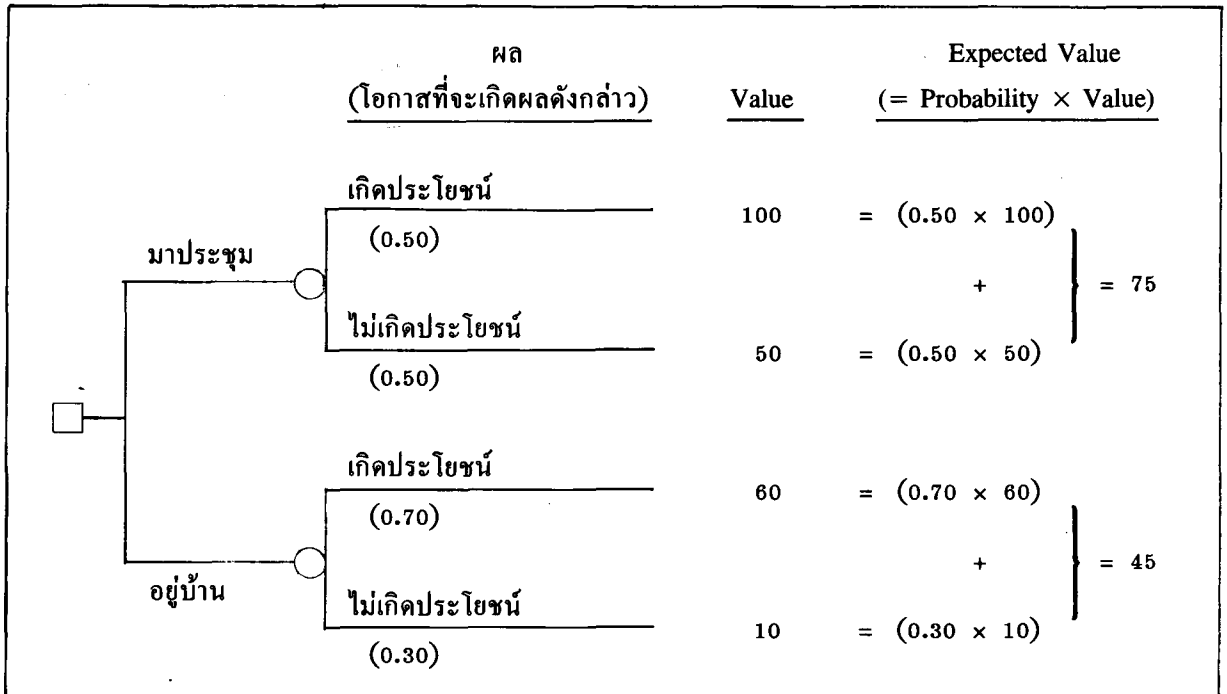 ผล Expected Value
(โอกาสที่จะเกิดผลดังกล่าว) Value (= Probability × Value)
เกิดประโยชน์
100 = (0.50 × 100)
(0.50)
มาประชุม
+ = 75
ไม่เกิดประโยชน์
50 = (0.50 × 50)
(0.50)
เกิดประโยชน์
60 = (0.70 × 60)
(0.70)
+ = 45
อยู่บ้าน
ไม่เกิดประโยชน์
10 = (0.30 × 10)
(0.30)